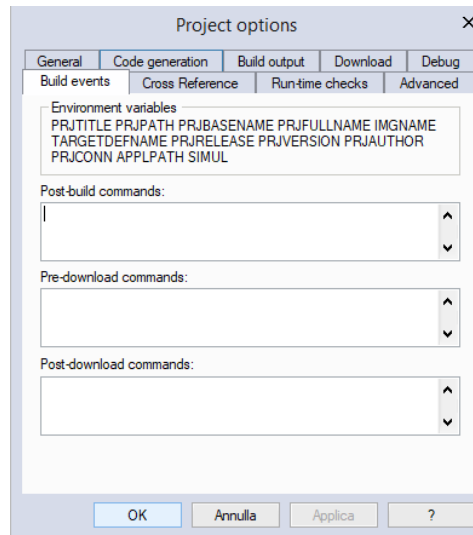 Project options
General Code generation Build output Download Debug
Build events Cross Reference Run-time checks Advanced
Environment variables
PRJTITLE PRJPATH PRJBASENAME PRJFULLNAME IMGNAME
TARGETDEFNAME PRJRELEASE PRJVERSION PRJAUTHOR
PRJCONN APPLPATH SIMUL
Post-build commands:
Pre-download commands:
Post-download commands:
OK Annulla Applica ?